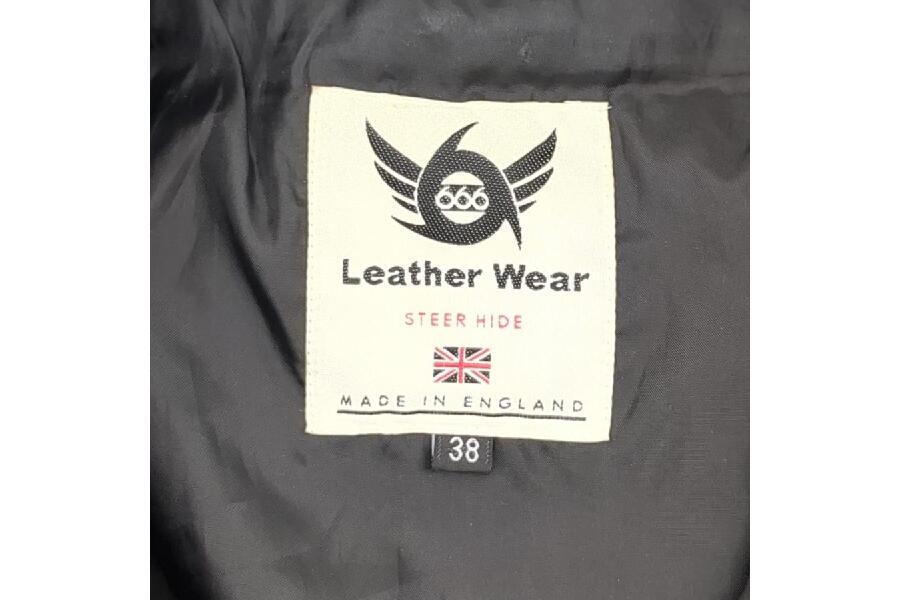 666
Leather Wear
STEER HIDE
MADE IN ENGLAND
38